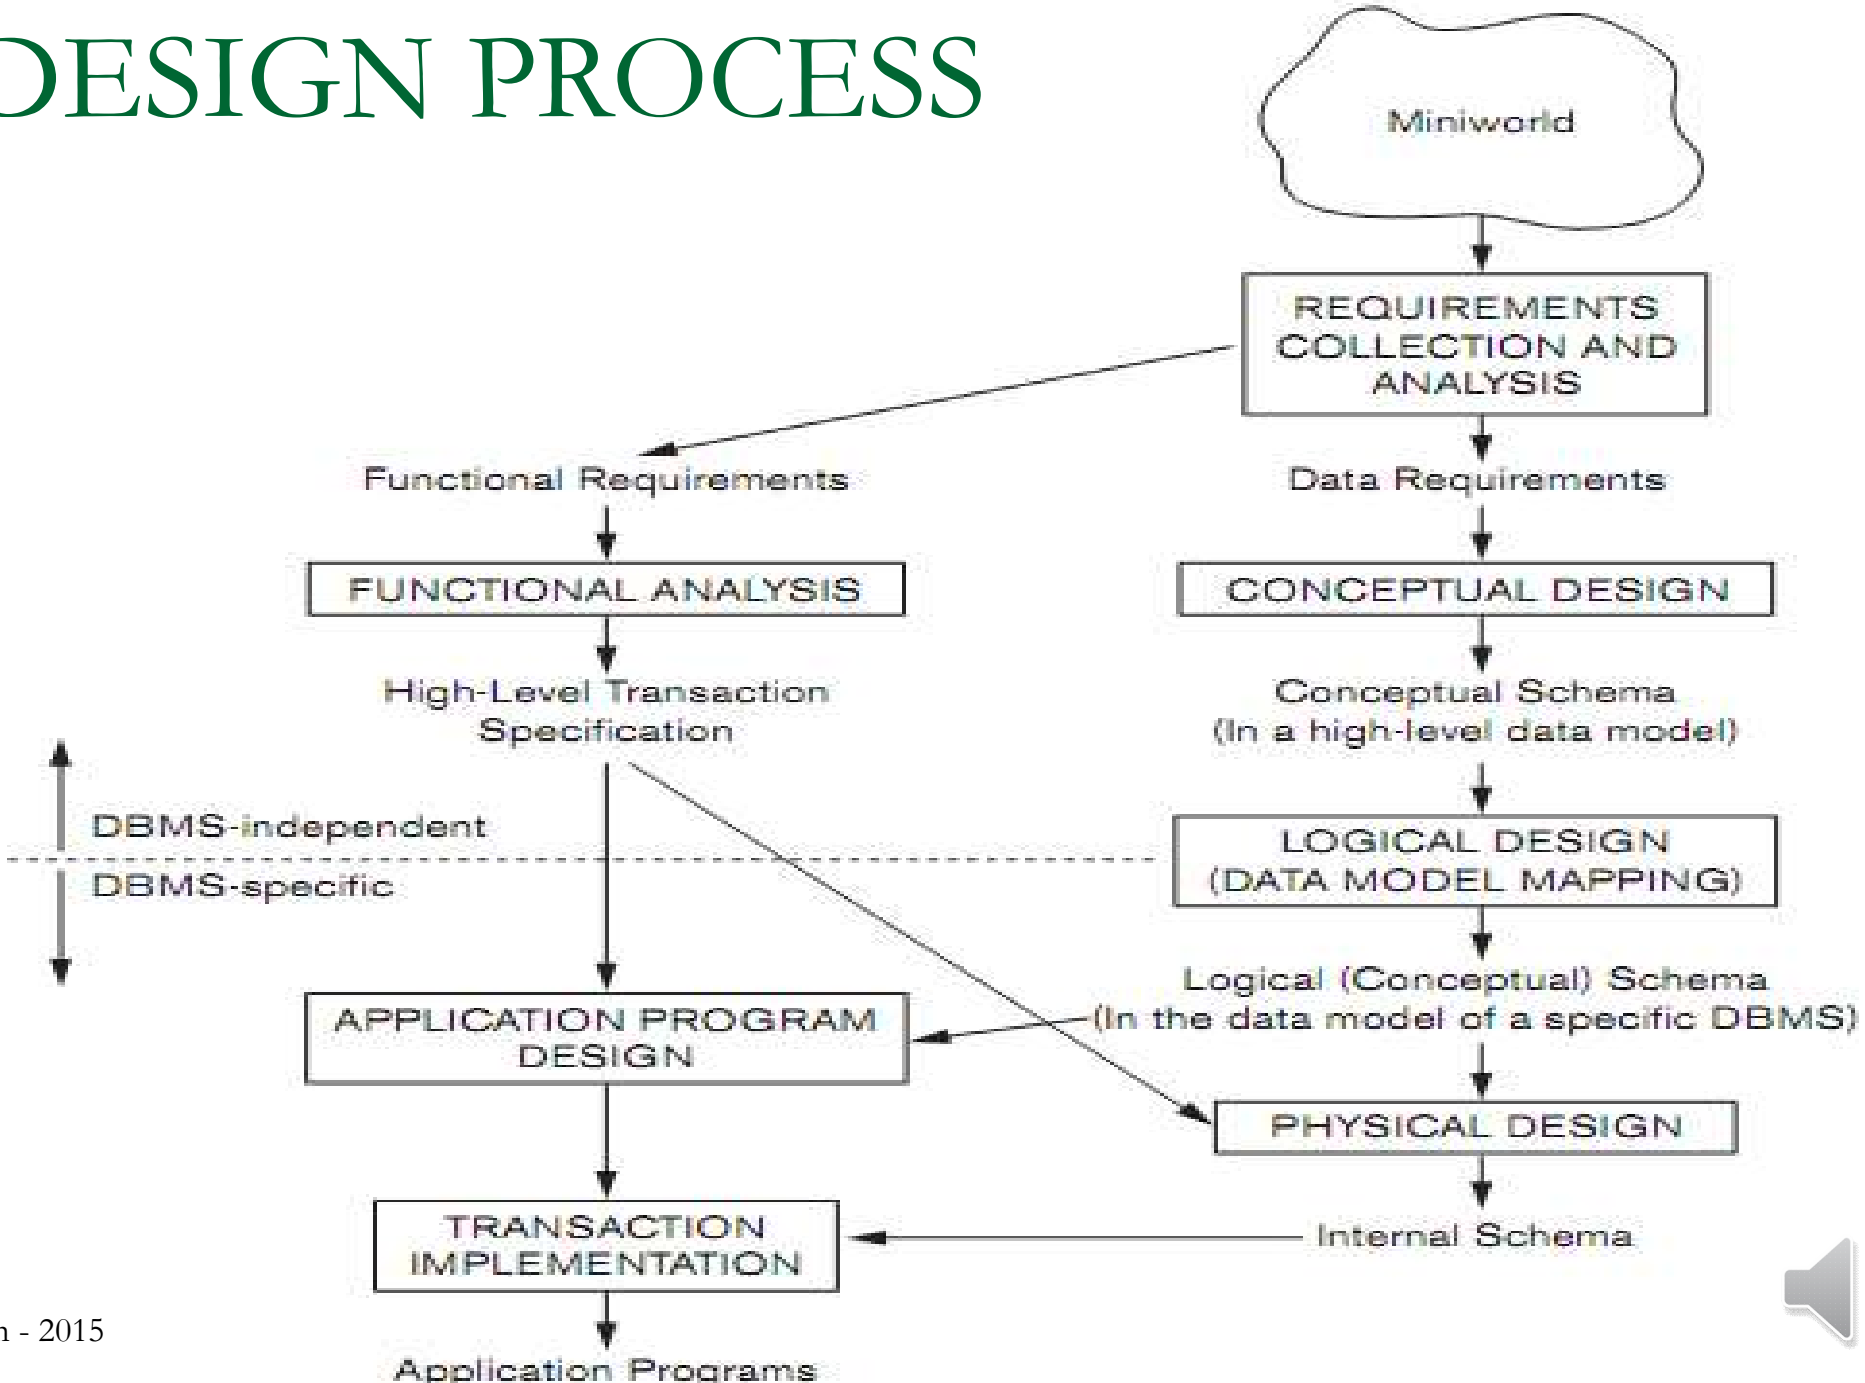 DESIGN PROCESS
Miniworld
REQUIREMENTS
COLLECTION AND
ANALYSIS
Functional Requirements
Data Requirements
FUNCTIONAL ANALYSIS
CONCEPTUAL DESIGN
High-Level Transaction
Specification
Conceptual Schema
(In a high-level data model)
DBMS-independent
DBMS-specific
LOGICAL DESIGN
(DATA MODEL MAPPING)
Logical (Conceptual) Schema
(In the data model of a specific DBMS)
APPLICATION PROGRAM
DESIGN
PHYSICAL DESIGN
TRANSACTION
IMPLEMENTATION
Internal Schema
- 2015
Application Programs